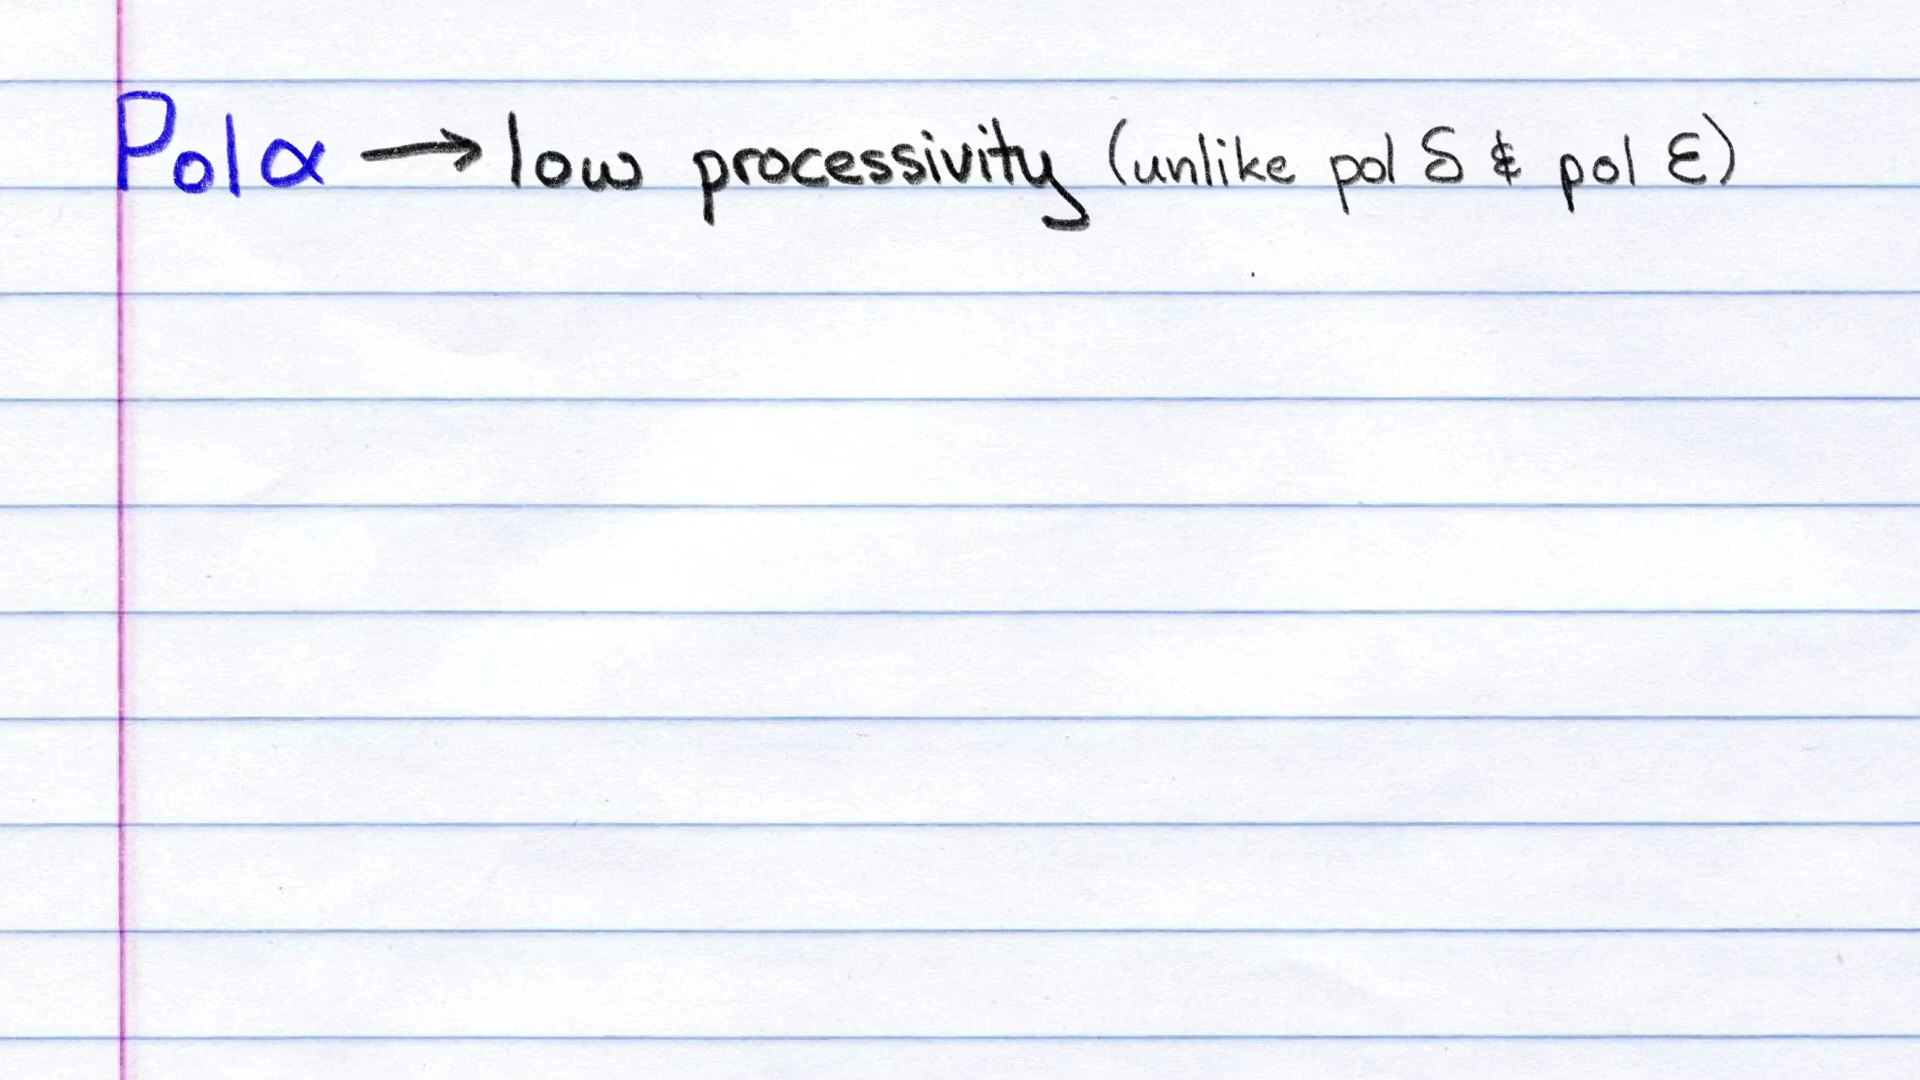 Pol α → low processivity (unlike pol δ & pol ε)